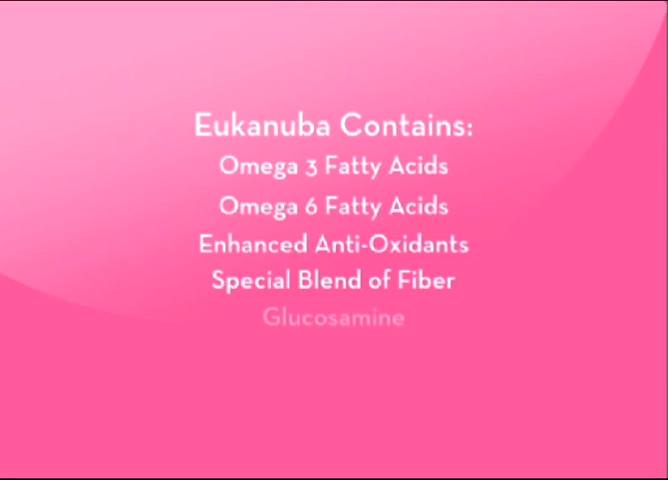 Eukanuba Contains:
Omega 3 Fatty Acids
Omega 6 Fatty Acids
Enhanced Anti-Oxidants
Special Blend of Fiber
Glucosamine